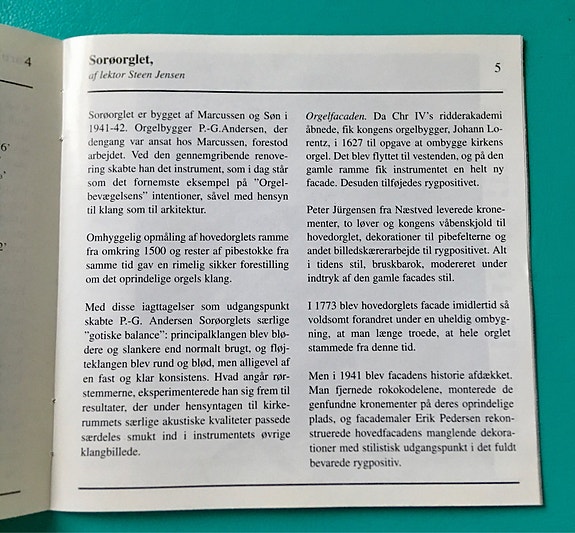 4
6'
2'
Sorøorglet,
af lektor Steen Jensen
5
Sorøorglet er bygget af Marcussen og Søn i
1941-42. Orgelbygger P.-G.Andersen, der
dengang var ansat hos Marcussen, forestod
arbejdet. Ved den gennemgribende renove-
ring skabte han det instrument, som i dag står
som det fornemste eksempel på ”Orgel-
bevægelsens” intentioner, såvel med hensyn
til klang som til arkitektur.
Omhyggelig opmåling af hovedorglets ramme
fra omkring 1500 og rester af pibestokke fra
samme tid gav en rimelig sikker forestilling
om det oprindelige orgels klang.
Med disse iagttagelser som udgangspunkt
skabte P.-G. Andersen Sorøorglets særlige
”gotiske balance”: principalklangen blev blø-
dere og slankere end normalt brugt, og fløj-
teklangen blev rund og blød, men alligevel af
en fast og klar konsistens. Hvad angår rør-
stemmerne, eksperimenterede han sig frem til
resultater, der under hensyntagen til kirke-
rummets særlige akustiske kvaliteter passede
særdeles smukt ind i instrumentets øvrige
klangbillede.
Orgelfacaden. Da Chr IV's ridderakademi
åbnede, fik kongens orgelbygger, Johann Lo-
rentz, i 1627 til opgave at ombygge kirkens
orgel. Det blev flyttet til vestenden, og på den
gamle ramme fik instrumentet en helt ny
facade. Desuden tilføjedes rygpositivet.
Peter Jürgensen fra Næstved leverede krone-
menter, to løver og kongens våbenskjold til
hovedorglet, dekorationer til pibefelterne og
andet billedskærerarbejde til rygpositivet. Alt
i tidens stil, bruskbarok, modereret under
indtryk af den gamle facades stil.
I 1773 blev hovedorglets facade imidlertid så
voldsomt forandret under en uheldig ombyg-
ning, at man længe troede, at hele orglet
stammede fra denne tid.
Men i 1941 blev facadens historie afdækket.
Man fjernede rokokodelene, monterede de
genfundne kronementer på deres oprindelige
plads, og facademaler Erik Pedersen rekon-
struerede hovedfacadens manglende dekora-
tioner med stilistisk udgangspunkt i det fuldt
bevarede rygpositiv.